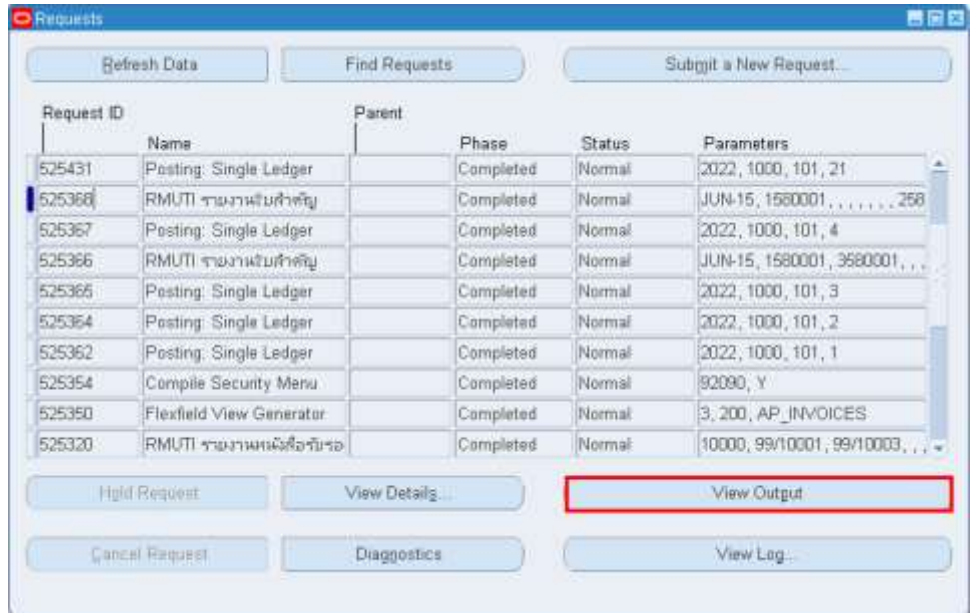 Requests
Refresh Data Find Requests Submit a New Request...
Request ID Parent
Name Phase Status Parameters
525431 Posting: Single Ledger Completed Normal 2022, 1000, 101, 21
525368 RMUTI รายงานใบสำคัญ Completed Normal JUN-15, 1580001, , , , , , , 258
525367 Posting: Single Ledger Completed Normal 2022, 1000, 101, 4
525366 RMUTI รายงานใบสำคัญ Completed Normal JUN-15, 1580001, 3580001, , ,
525365 Posting: Single Ledger Completed Normal 2022, 1000, 101, 3
525364 Posting: Single Ledger Completed Normal 2022, 1000, 101, 2
525362 Posting: Single Ledger Completed Normal 2022, 1000, 101, 1
525354 Compile Security Menu Completed Normal 92090, Y
525350 Flexfield View Generator Completed Normal 3, 200, AP_INVOICES
525320 RMUTI รายงานหนังสือรับรอ Completed Normal 10000, 99/10001, 99/10003, , ,
Hold Request View Details... View Output
Cancel Request Diagnostics View Log...